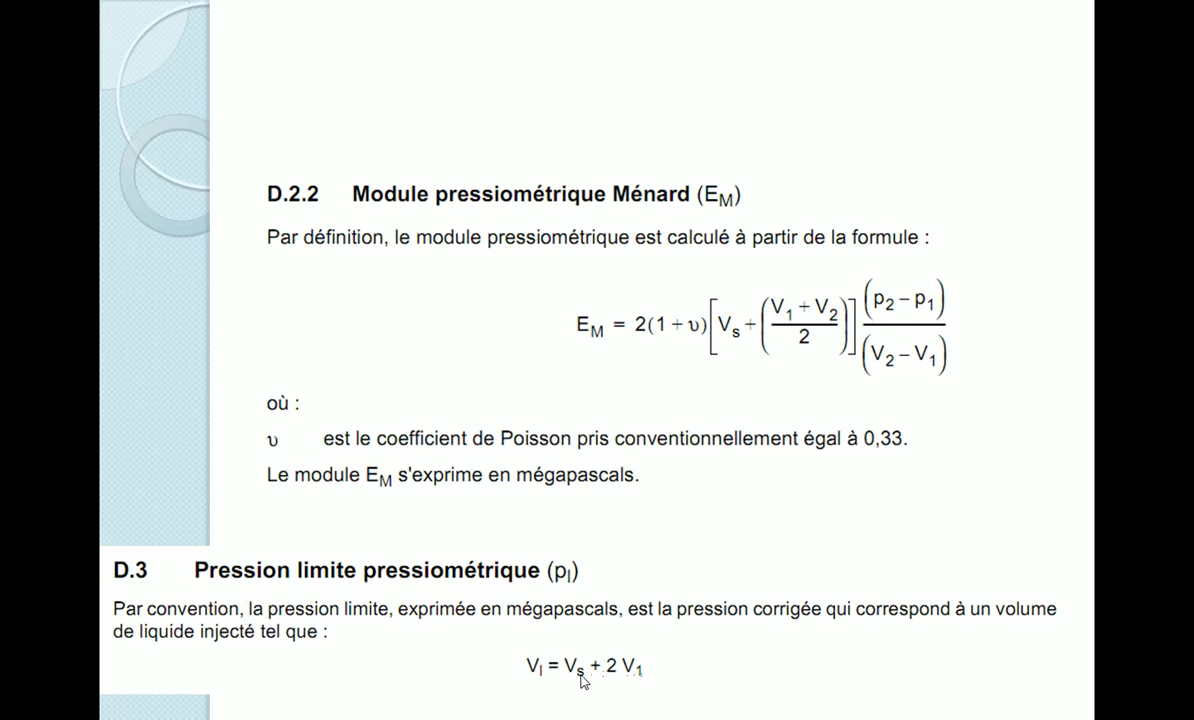 D.2.2 Module pressiométrique Ménard (E_M)
Par définition, le module pressiométrique est calculé à partir de la formule :
E_M = 2(1 + υ)[V_s + ((V_1 + V_2)/2)] (p_2 − p_1)/(V_2 − V_1)
où :
υ est le coefficient de Poisson pris conventionnellement égal à 0,33.
Le module E_M s'exprime en mégapascals.
D.3 Pression limite pressiométrique (p_l)
Par convention, la pression limite, exprimée en mégapascals, est la pression corrigée qui correspond à un volume
de liquide injecté tel que :
V_l = V_s + 2 V_1